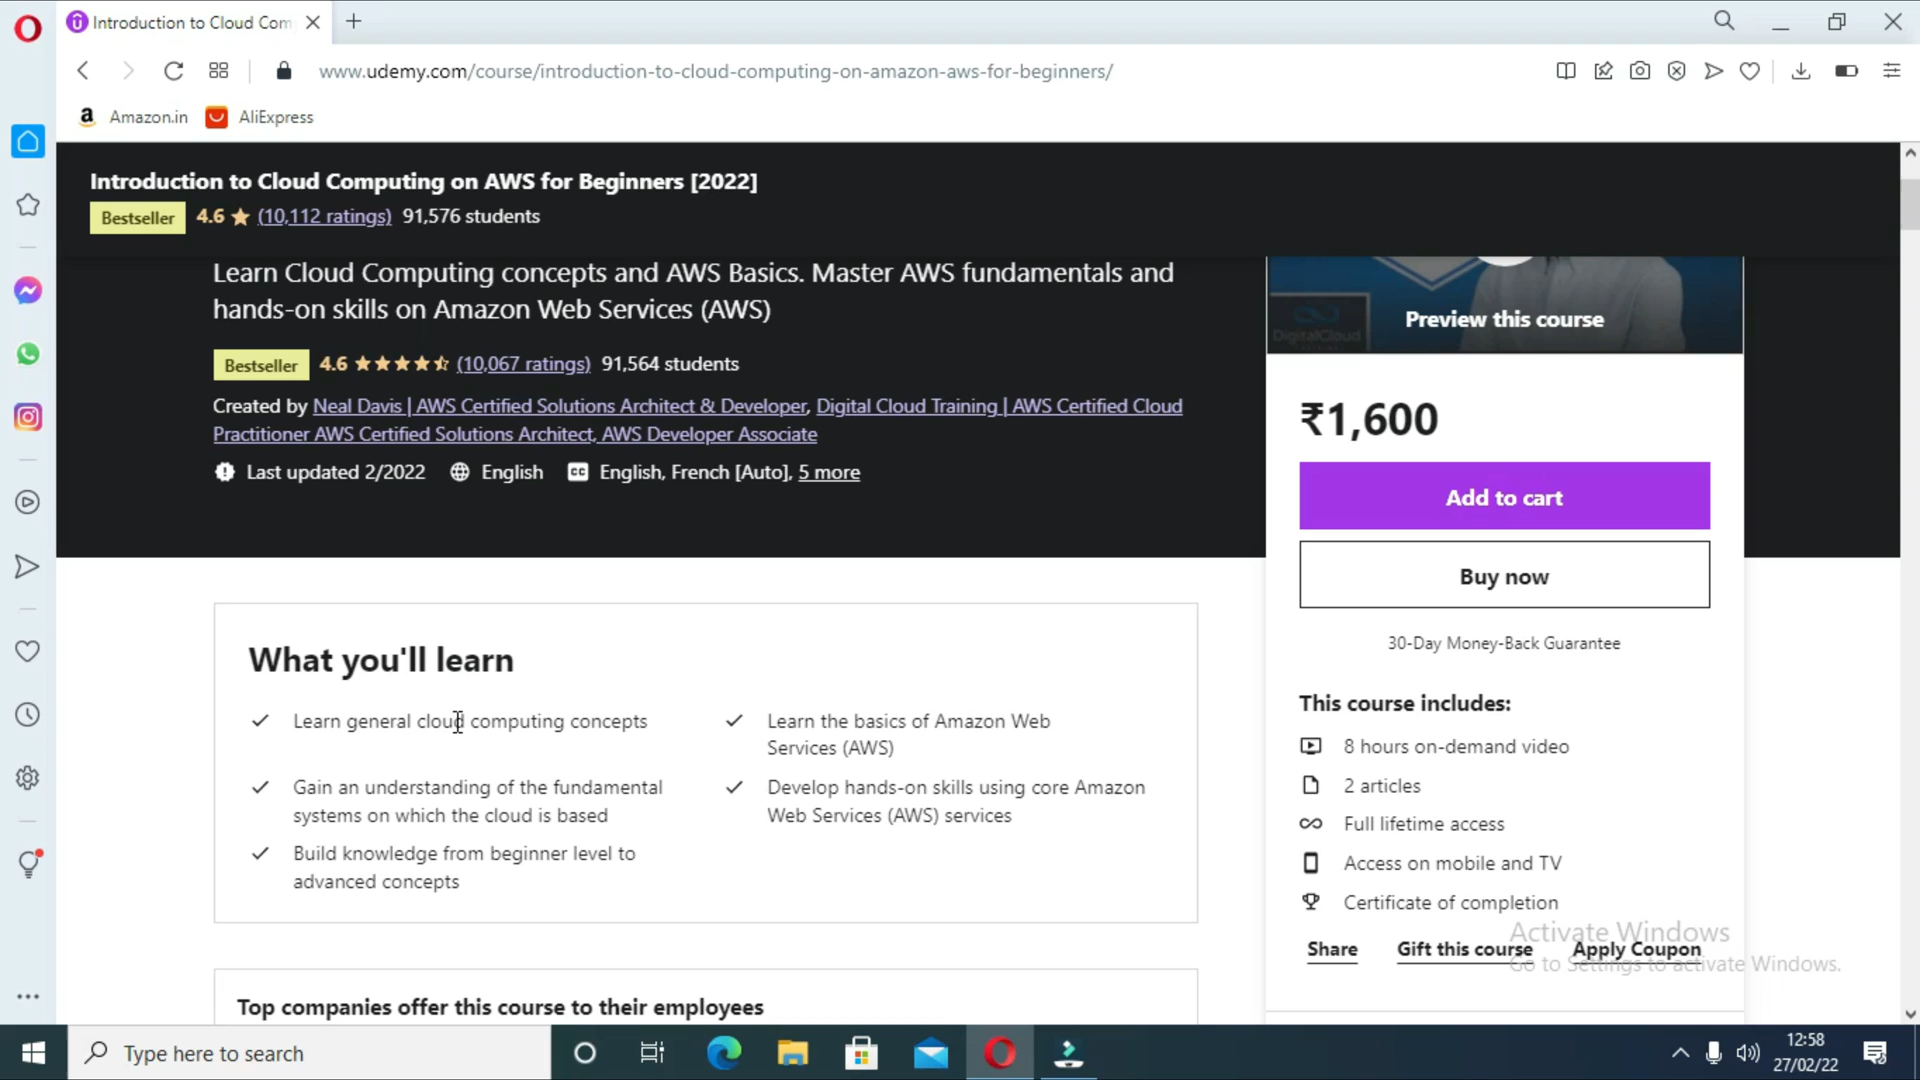 Introduction to Cloud Com
www.udemy.com/course/introduction-to-cloud-computing-on-amazon-aws-for-beginners/
Amazon.in
AliExpress
Introduction to Cloud Computing on AWS for Beginners [2022]
Bestseller 4.6 (10,112 ratings) 91,576 students
Learn Cloud Computing concepts and AWS Basics. Master AWS fundamentals and
hands-on skills on Amazon Web Services (AWS)
Bestseller 4.6 (10,067 ratings) 91,564 students
Created by Neal Davis | AWS Certified Solutions Architect & Developer, Digital Cloud Training | AWS Certified Cloud
Practitioner AWS Certified Solutions Architect, AWS Developer Associate
Last updated 2/2022 English CC English, French [Auto], 5 more
DigitalCloud
Preview this course
₹1,600
Add to cart
Buy now
30-Day Money-Back Guarantee
This course includes:
8 hours on-demand video
2 articles
Full lifetime access
Access on mobile and TV
Certificate of completion
Share Gift this course Apply Coupon
What you'll learn
Learn general cloud computing concepts
Learn the basics of Amazon Web
Services (AWS)
Gain an understanding of the fundamental
systems on which the cloud is based
Develop hands-on skills using core Amazon
Web Services (AWS) services
Build knowledge from beginner level to
advanced concepts
Top companies offer this course to their employees
Activate Windows
Go to Settings to activate Windows.
Type here to search
12:58
27/02/22